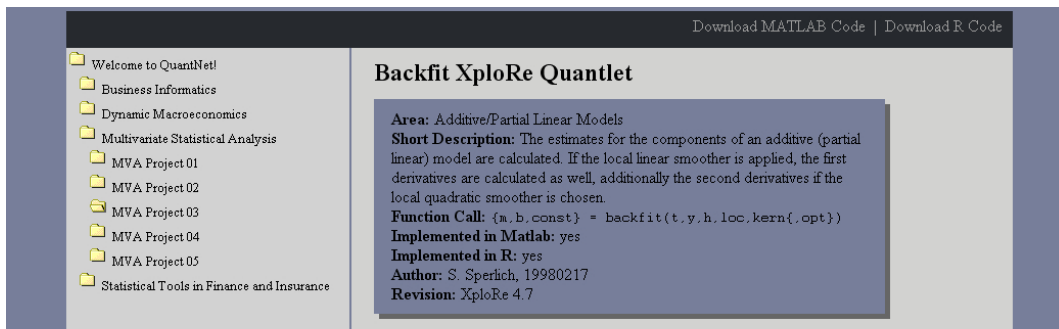 Download MATLAB Code | Download R Code
Welcome to QuantNet!
Business Informatics
Dynamic Macroeconomics
Multivariate Statistical Analysis
MVA Project 01
MVA Project 02
MVA Project 03
MVA Project 04
MVA Project 05
Statistical Tools in Finance and Insurance
Backfit XploRe Quantlet
Area: Additive/Partial Linear Models
Short Description: The estimates for the components of an additive (partial
linear) model are calculated. If the local linear smoother is applied, the first
derivatives are calculated as well, additionally the second derivatives if the
local quadratic smoother is chosen.
Function Call: {m,b,const} = backfit(t,y,h,loc,kern{,opt})
Implemented in Matlab: yes
Implemented in R: yes
Author: S. Sperlich, 19980217
Revision: XploRe 4.7